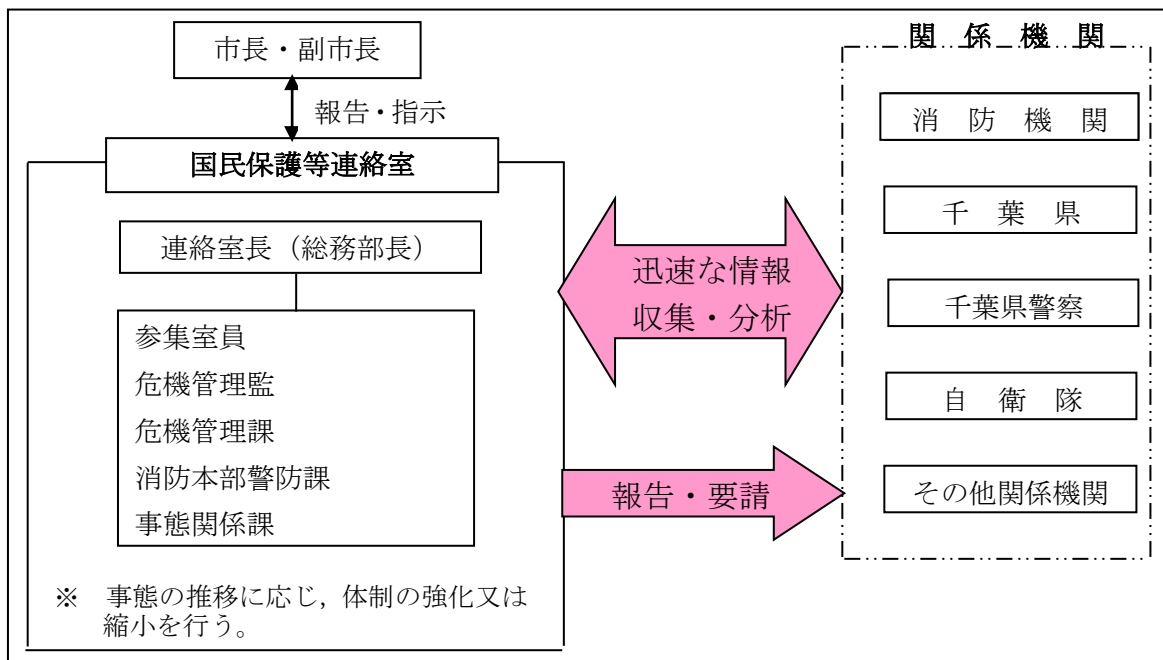 市長・副市長
報告・指示
国民保護等連絡室
連絡室長（総務部長）
参集室員
危機管理監
危機管理課
消防本部警防課
事態関係課
※　事態の推移に応じ，体制の強化又は
縮小を行う。
迅速な情報
収集・分析
報告・要請
関　係　機　関
消　防　機　関
千　葉　県
千葉県警察
自　衛　隊
その他関係機関